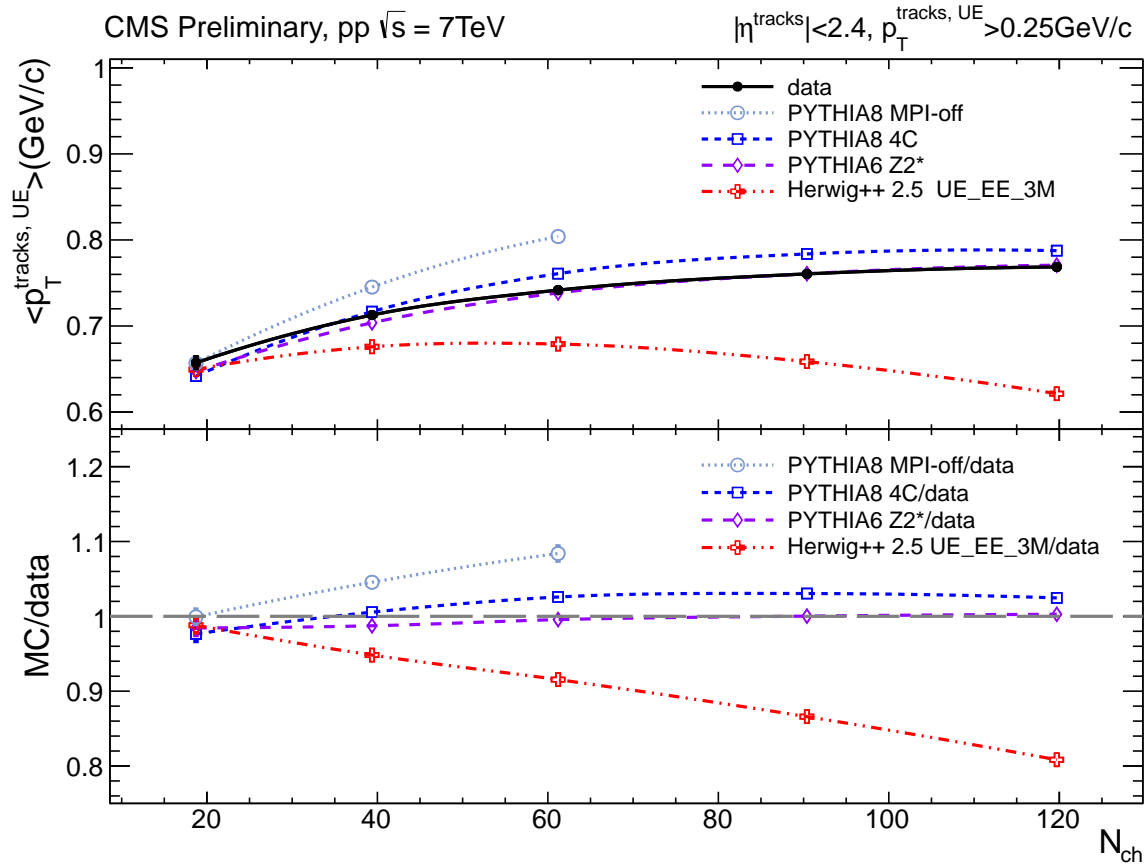 CMS Preliminary, pp √s = 7TeV
|η^tracks|<2.4, p_T^tracks, UE>0.25GeV/c
<p_T^tracks, UE>(GeV/c)
1
0.9
0.8
0.7
0.6
data
PYTHIA8 MPI-off
PYTHIA8 4C
PYTHIA6 Z2*
Herwig++ 2.5 UE_EE_3M
MC/data
1.2
1.1
1
0.9
0.8
PYTHIA8 MPI-off/data
PYTHIA8 4C/data
PYTHIA6 Z2*/data
Herwig++ 2.5 UE_EE_3M/data
20 40 60 80 100 120
N_ch